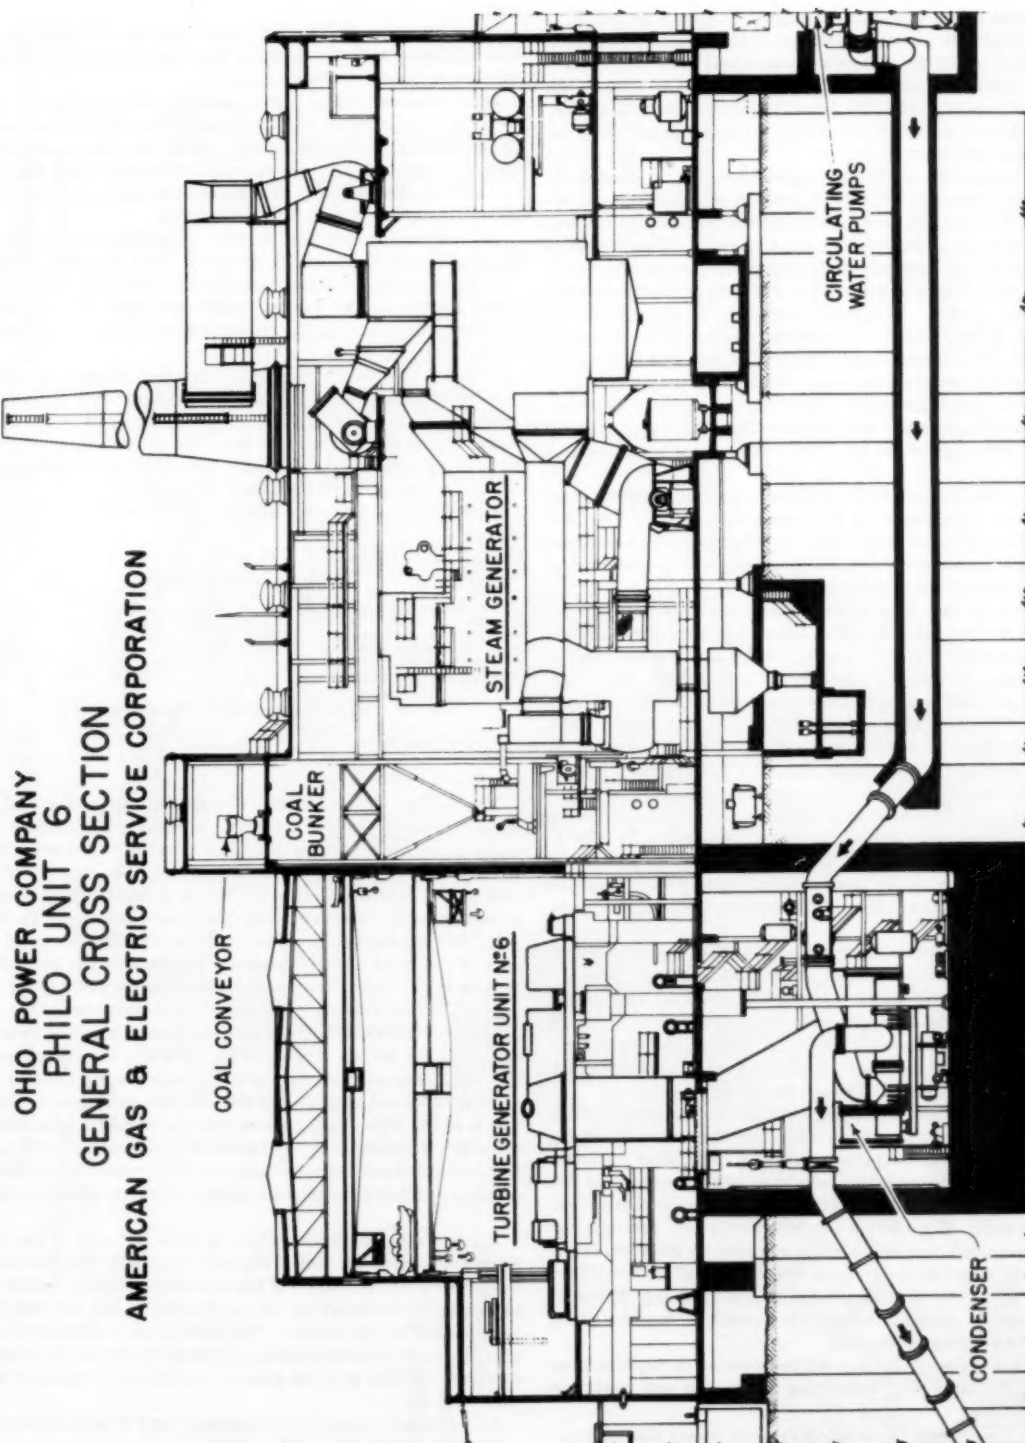 OHIO POWER COMPANY
PHILO UNIT 6
GENERAL CROSS SECTION
AMERICAN GAS & ELECTRIC SERVICE CORPORATION
COAL CONVEYOR
COAL
BUNKER
STEAM GENERATOR
TURBINE GENERATOR UNIT Nº6
CIRCULATING
WATER PUMPS
CONDENSER